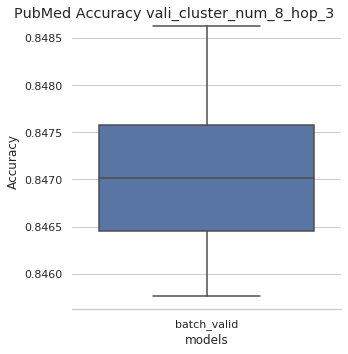 PubMed Accuracy vali_cluster_num_8_hop_3
0.8485
0.8480
0.8475
0.8470
0.8465
0.8460
Accuracy
batch_valid
models